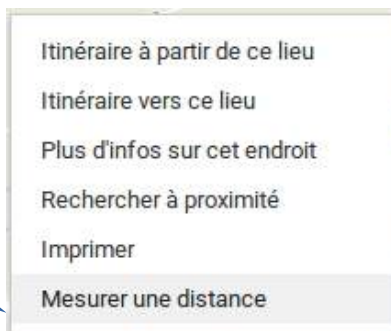 Itinéraire à partir de ce lieu
Itinéraire vers ce lieu
Plus d'infos sur cet endroit
Rechercher à proximité
Imprimer
Mesurer une distance